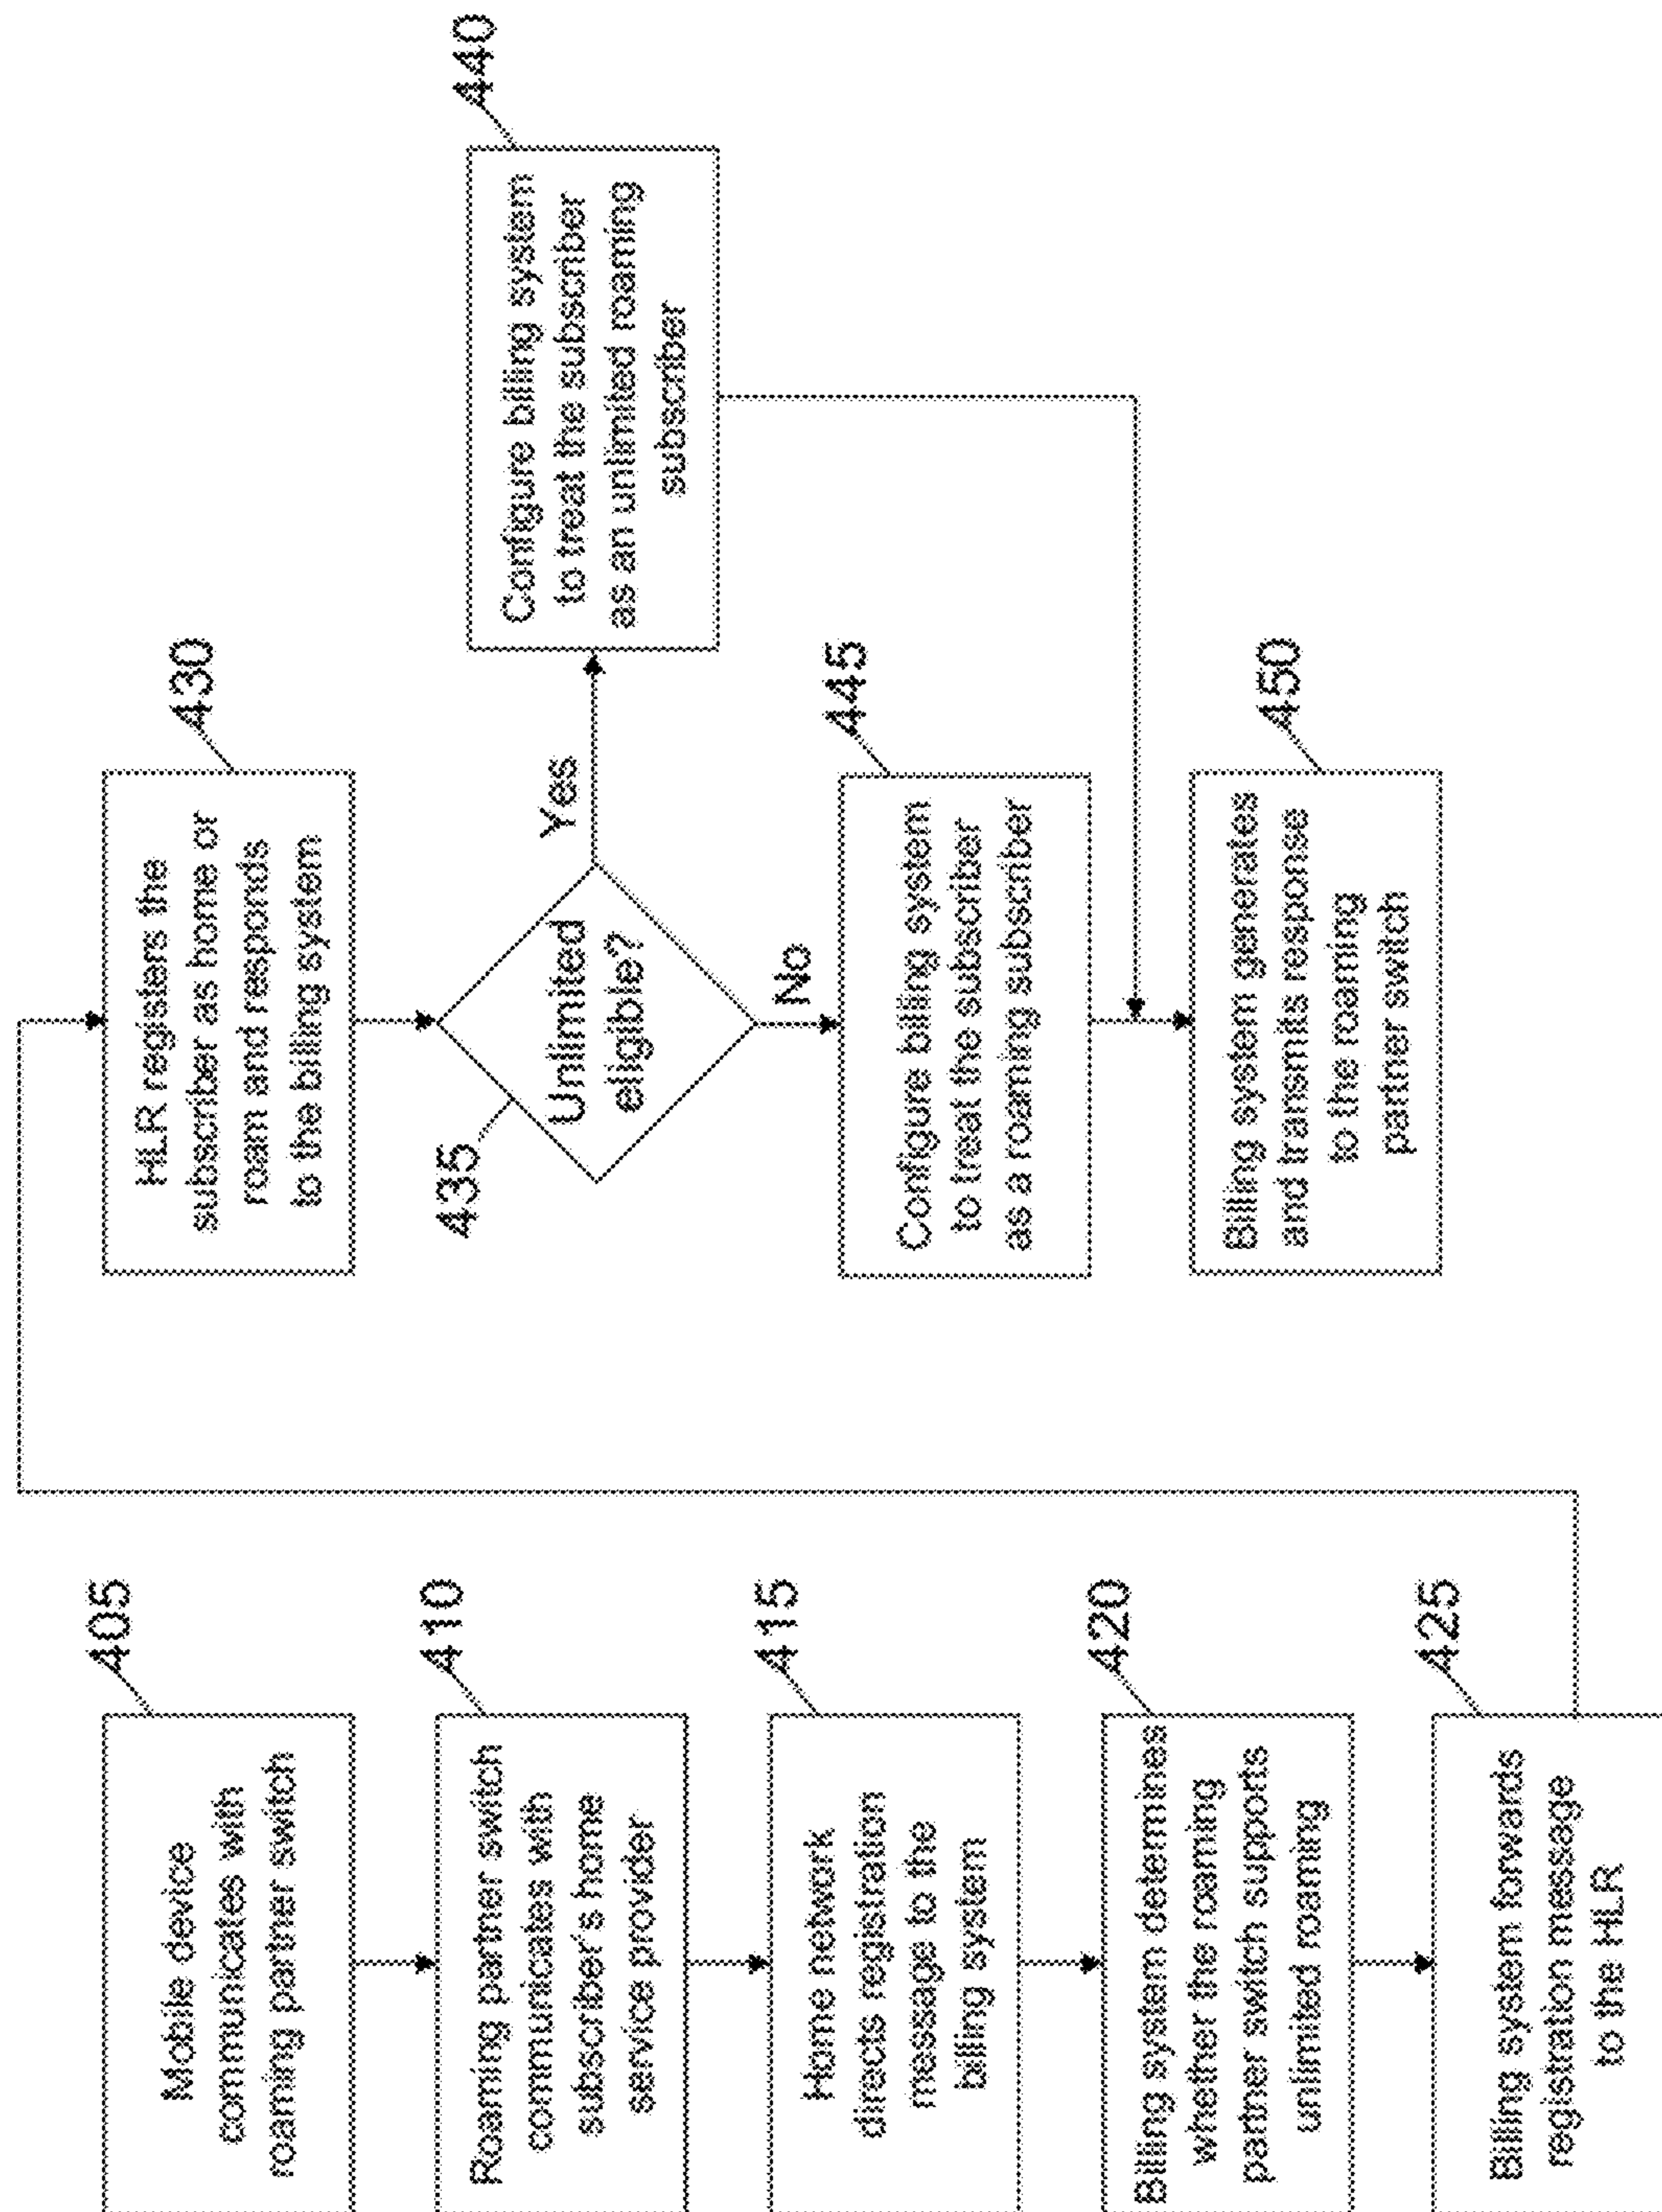 405
Mobile device
communicates with
roaming partner switch
410
Roaming partner switch
communicates with
subscriber's home
service provider
415
Home network
directs registration
message to the
billing system
420
Billing system determines
whether the roaming
partner switch supports
unlimited roaming
425
Billing system forwards
registration message
to the HLR
430
HLR registers the
subscriber as home or
roam and responds
to the billing system
435
Unlimited
eligible?
Yes
No
440
Configure billing system
to treat the subscriber
as an unlimited roaming
subscriber
445
Configure billing system
to treat the subscriber
as a roaming subscriber
450
Billing system generates
and transmits response
to the roaming
partner switch